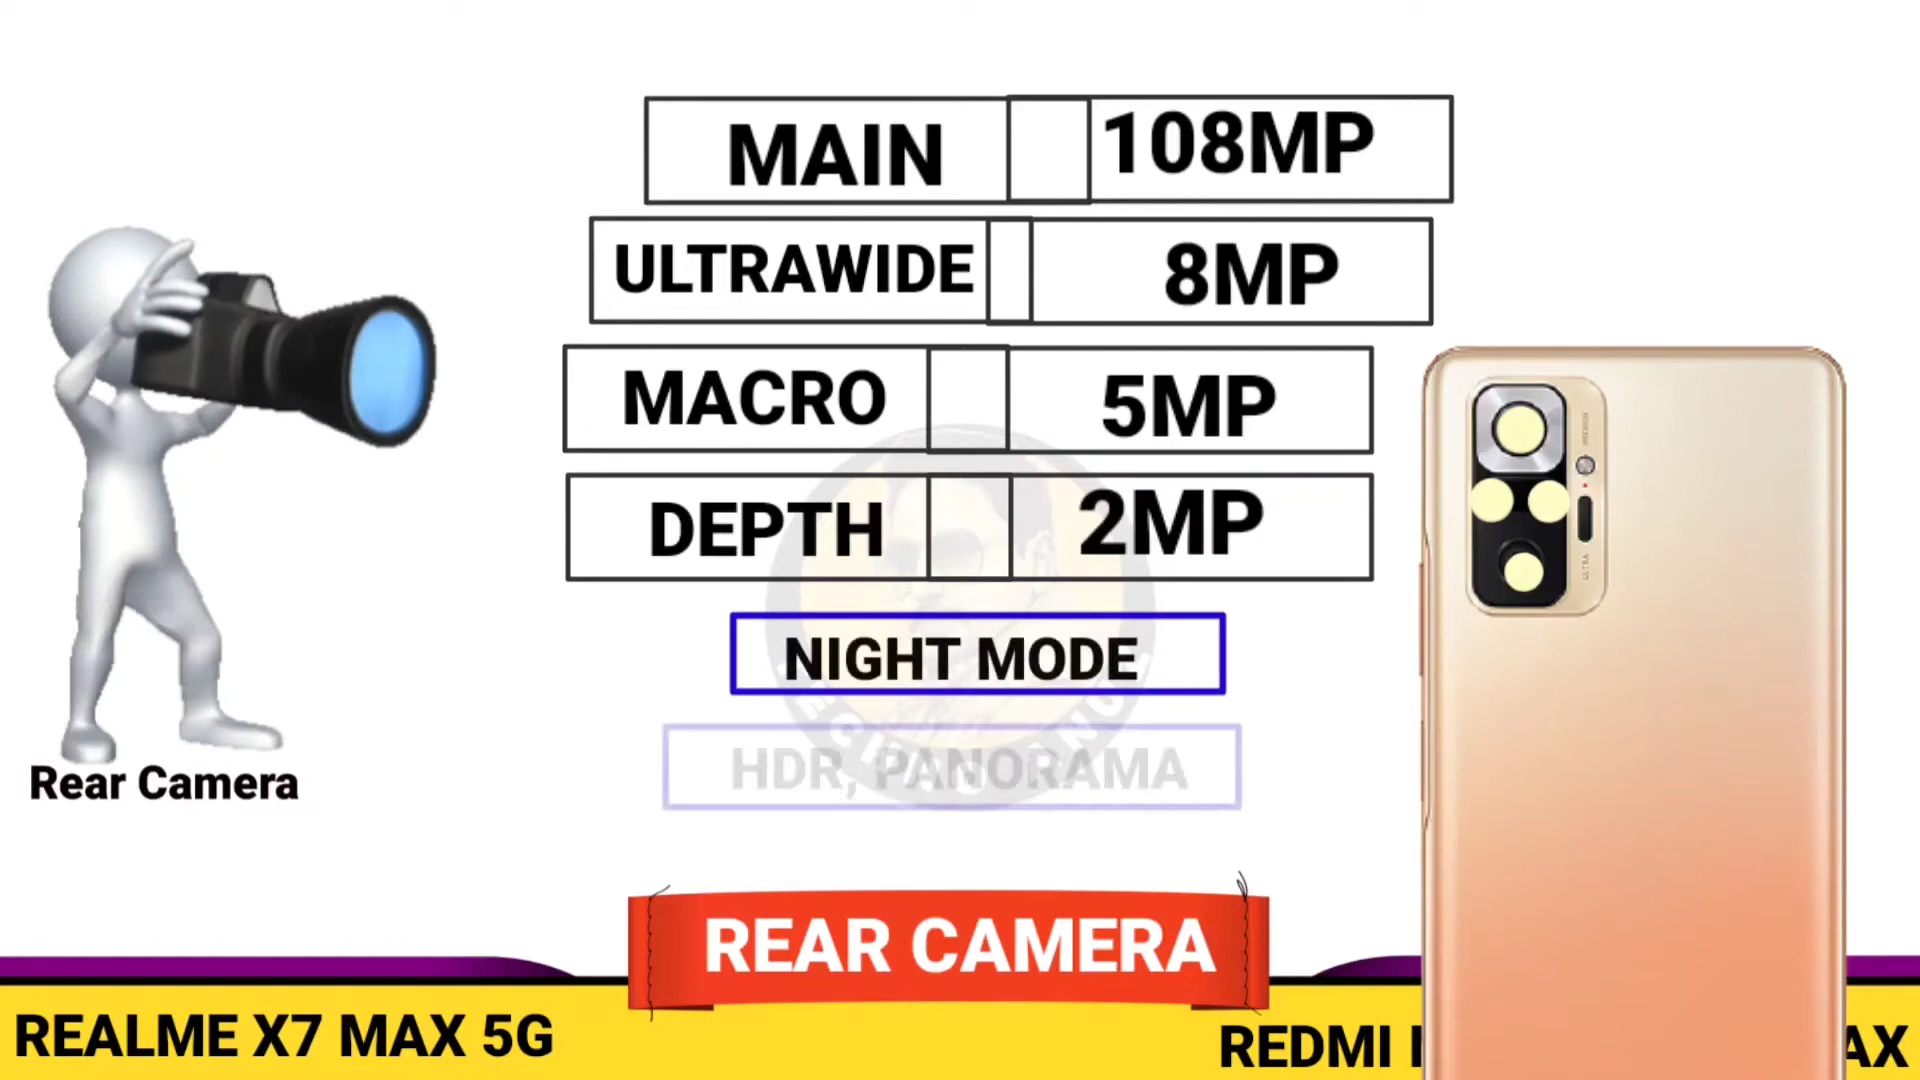 MAIN 108MP
ULTRAWIDE 8MP
MACRO 5MP
DEPTH 2MP
NIGHT MODE
HDR, PANORAMA
Rear Camera
REAR CAMERA
REALME X7 MAX 5G
REDMI